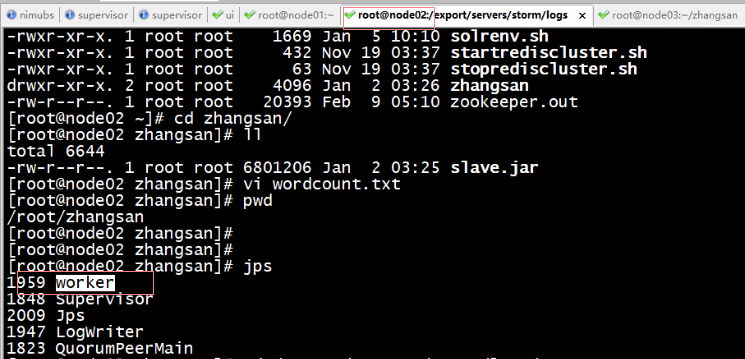 nimubs supervisor supervisor ui root@node01:~ root@node02:/export/servers/storm/logs × root@node03:~/zhangsan
-rwxr-xr-x. 1 root root 1669 Jan 5 10:10 solrenv.sh
-rwxr-xr-x. 1 root root 432 Nov 19 03:37 startrediscluster.sh
-rwxr-xr-x. 1 root root 63 Nov 19 03:37 stoprediscluster.sh
drwxr-xr-x. 2 root root 4096 Jan 2 03:26 zhangsan
-rw-r--r--. 1 root root 20393 Feb 9 05:10 zookeeper.out
[root@node02 ~]# cd zhangsan/
[root@node02 zhangsan]# ll
total 6644
-rw-r--r--. 1 root root 6801206 Jan 2 03:25 slave.jar
[root@node02 zhangsan]# vi wordcount.txt
[root@node02 zhangsan]# pwd
/root/zhangsan
[root@node02 zhangsan]#
[root@node02 zhangsan]#
[root@node02 zhangsan]# jps
1959 worker
1848 Supervisor
2009 Jps
1947 LogWriter
1823 QuorumPeerMain